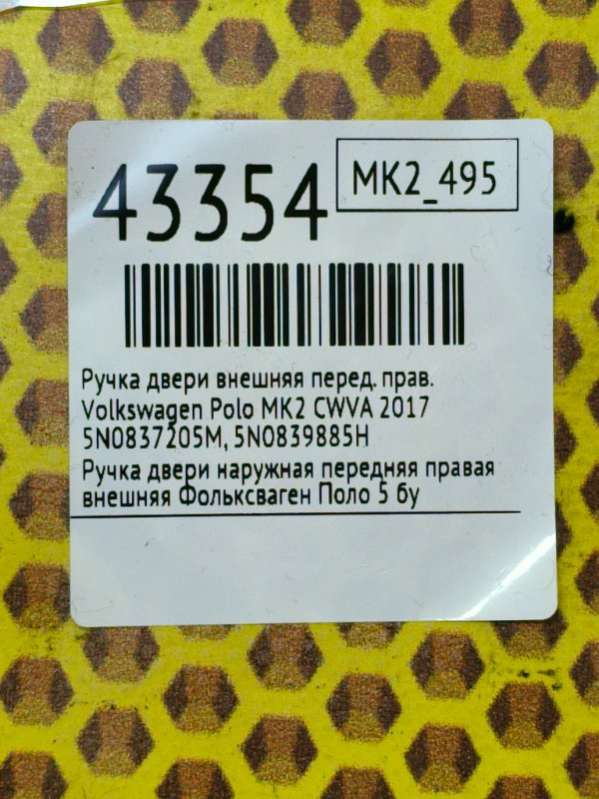 43354
MK2_495
Ручка двери внешняя перед. прав.
Volkswagen Polo MK2 CWVA 2017
5N0837205M, 5N0839885H
Ручка двери наружная передняя правая
внешняя Фольксваген Поло 5 бу